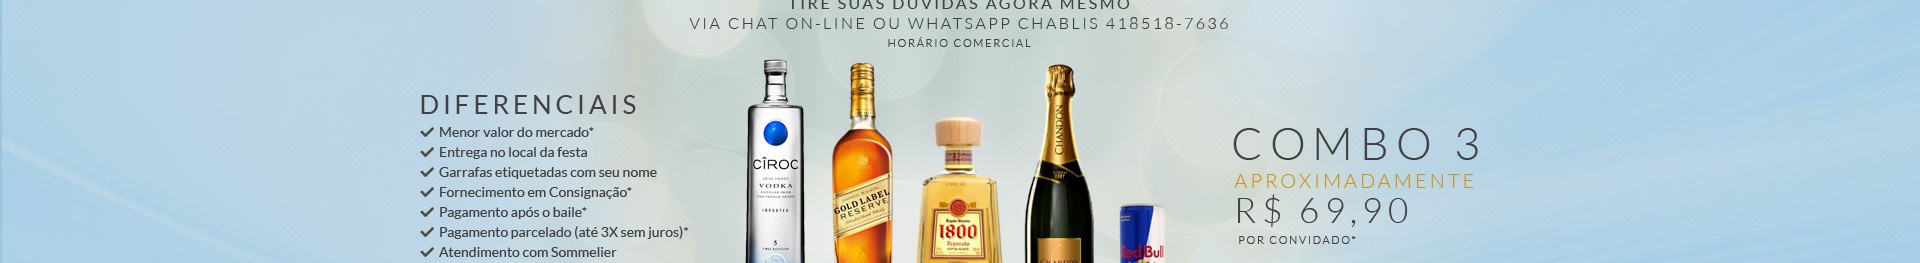 TIRE SUAS DÚVIDAS AGORA MESMO
VIA CHAT ON-LINE OU WHATSAPP CHABLIS 418518-7636
HORÁRIO COMERCIAL
DIFERENCIAIS
Menor valor do mercado*
Entrega no local da festa
Garrafas etiquetadas com seu nome
Fornecimento em Consignação*
Pagamento após o baile*
Pagamento parcelado (até 3X sem juros)*
Atendimento com Sommelier
CÎROC
VODKA
IMPORTED
GOLD LABEL
RESERVE
1800
CHANDON
CHANDON
Red Bull
COMBO 3
APROXIMADAMENTE
R$ 69,90
POR CONVIDADO*